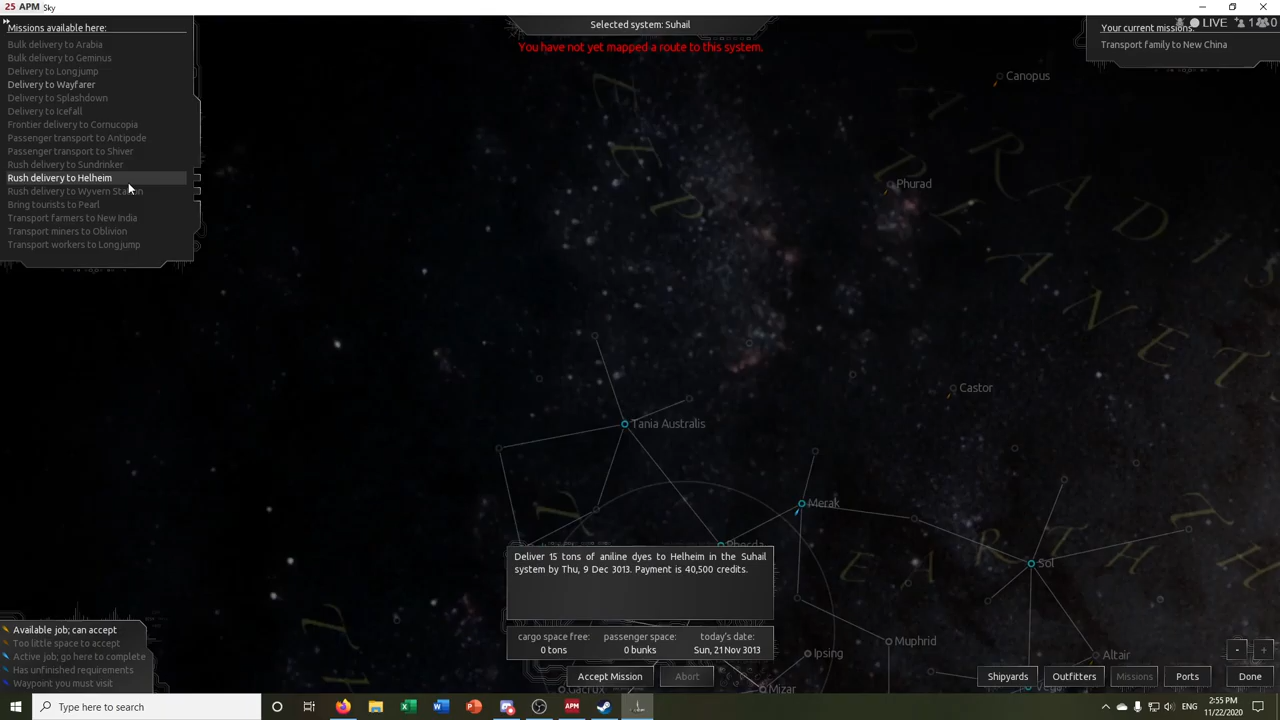 25 APM Sky
Missions available here:
Bulk delivery to Arabia
Bulk delivery to Geminus
Delivery to Longjump
Delivery to Wayfarer
Delivery to Splashdown
Delivery to Icefall
Frontier delivery to Cornucopia
Passenger transport to Antipode
Passenger transport to Shiver
Rush delivery to Sundrinker
Rush delivery to Helheim
Rush delivery to Wyvern Station
Bring tourists to Pearl
Transport farmers to New India
Transport miners to Oblivion
Transport workers to Longjump
Selected system: Suhail
You have not yet mapped a route to this system.
LIVE 1 0
Your current missions:
Transport family to New China
Canopus
Phurad
Castor
Tania Australis
Merak
Phecda
Sol
Muphrid
Ipsing
Altair
Vega
Gacrux
Mizar
Deliver 15 tons of aniline dyes to Helheim in the Suhail
system by Thu, 9 Dec 3013. Payment is 40,500 credits.
cargo space free: passenger space: today's date:
0 tons 0 bunks Sun, 21 Nov 3013
Accept Mission Abort
Available job; can accept
Too little space to accept
Active job; go here to complete
Has unfinished requirements
Waypoint you must visit
- +
Shipyards Outfitters Missions Ports Done
Type here to search
APM
ENG
2:55 PM
11/22/2020